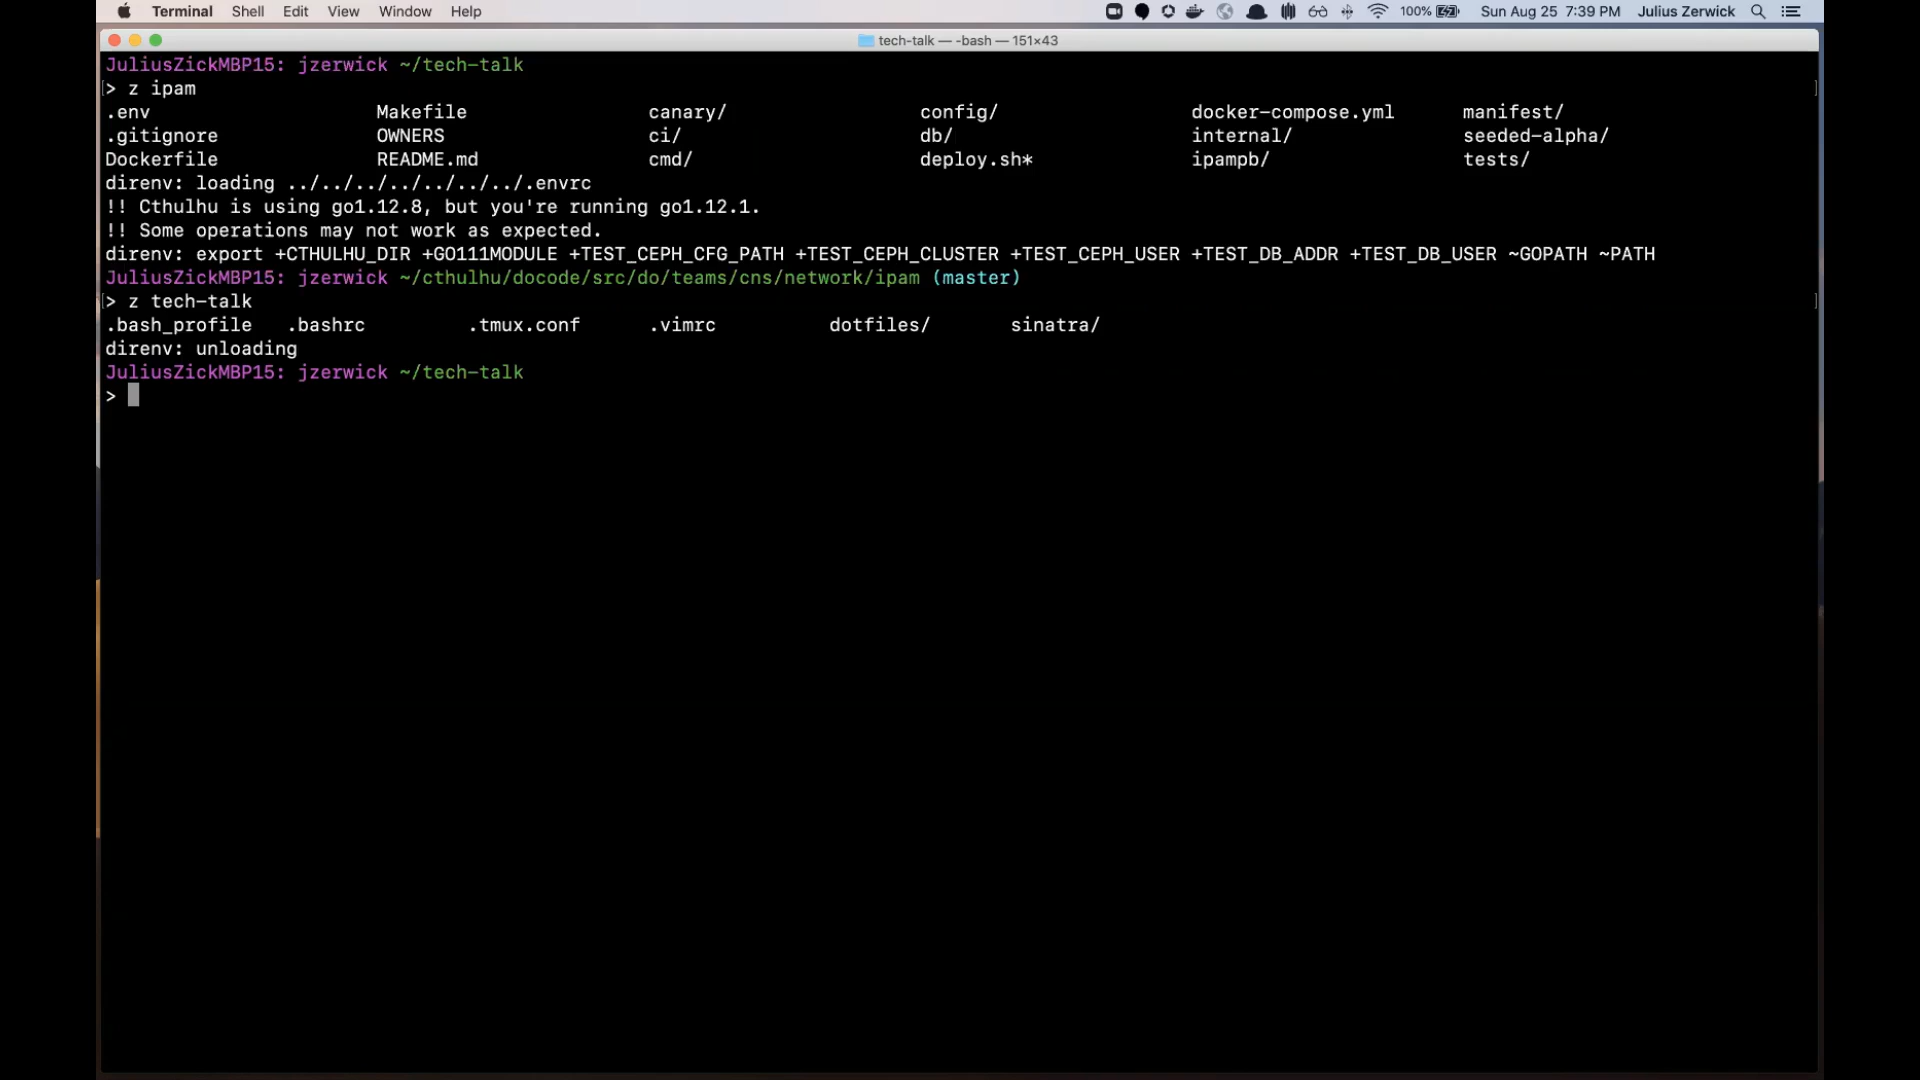 Terminal Shell Edit View Window Help 100% Sun Aug 25 7:39 PM Julius Zerwick
tech-talk — -bash — 151×43
JuliusZickMBP15: jzerwick ~/tech-talk
[> z ipam ]
.env Makefile canary/ config/ docker-compose.yml manifest/
.gitignore OWNERS ci/ db/ internal/ seeded-alpha/
Dockerfile README.md cmd/ deploy.sh* ipampb/ tests/
direnv: loading ../../../../../../../.envrc
!! Cthulhu is using go1.12.8, but you're running go1.12.1.
!! Some operations may not work as expected.
direnv: export +CTHULHU_DIR +GO111MODULE +TEST_CEPH_CFG_PATH +TEST_CEPH_CLUSTER +TEST_CEPH_USER +TEST_DB_ADDR +TEST_DB_USER ~GOPATH ~PATH
JuliusZickMBP15: jzerwick ~/cthulhu/docode/src/do/teams/cns/network/ipam (master)
[> z tech-talk ]
.bash_profile .bashrc .tmux.conf .vimrc dotfiles/ sinatra/
direnv: unloading
JuliusZickMBP15: jzerwick ~/tech-talk
>